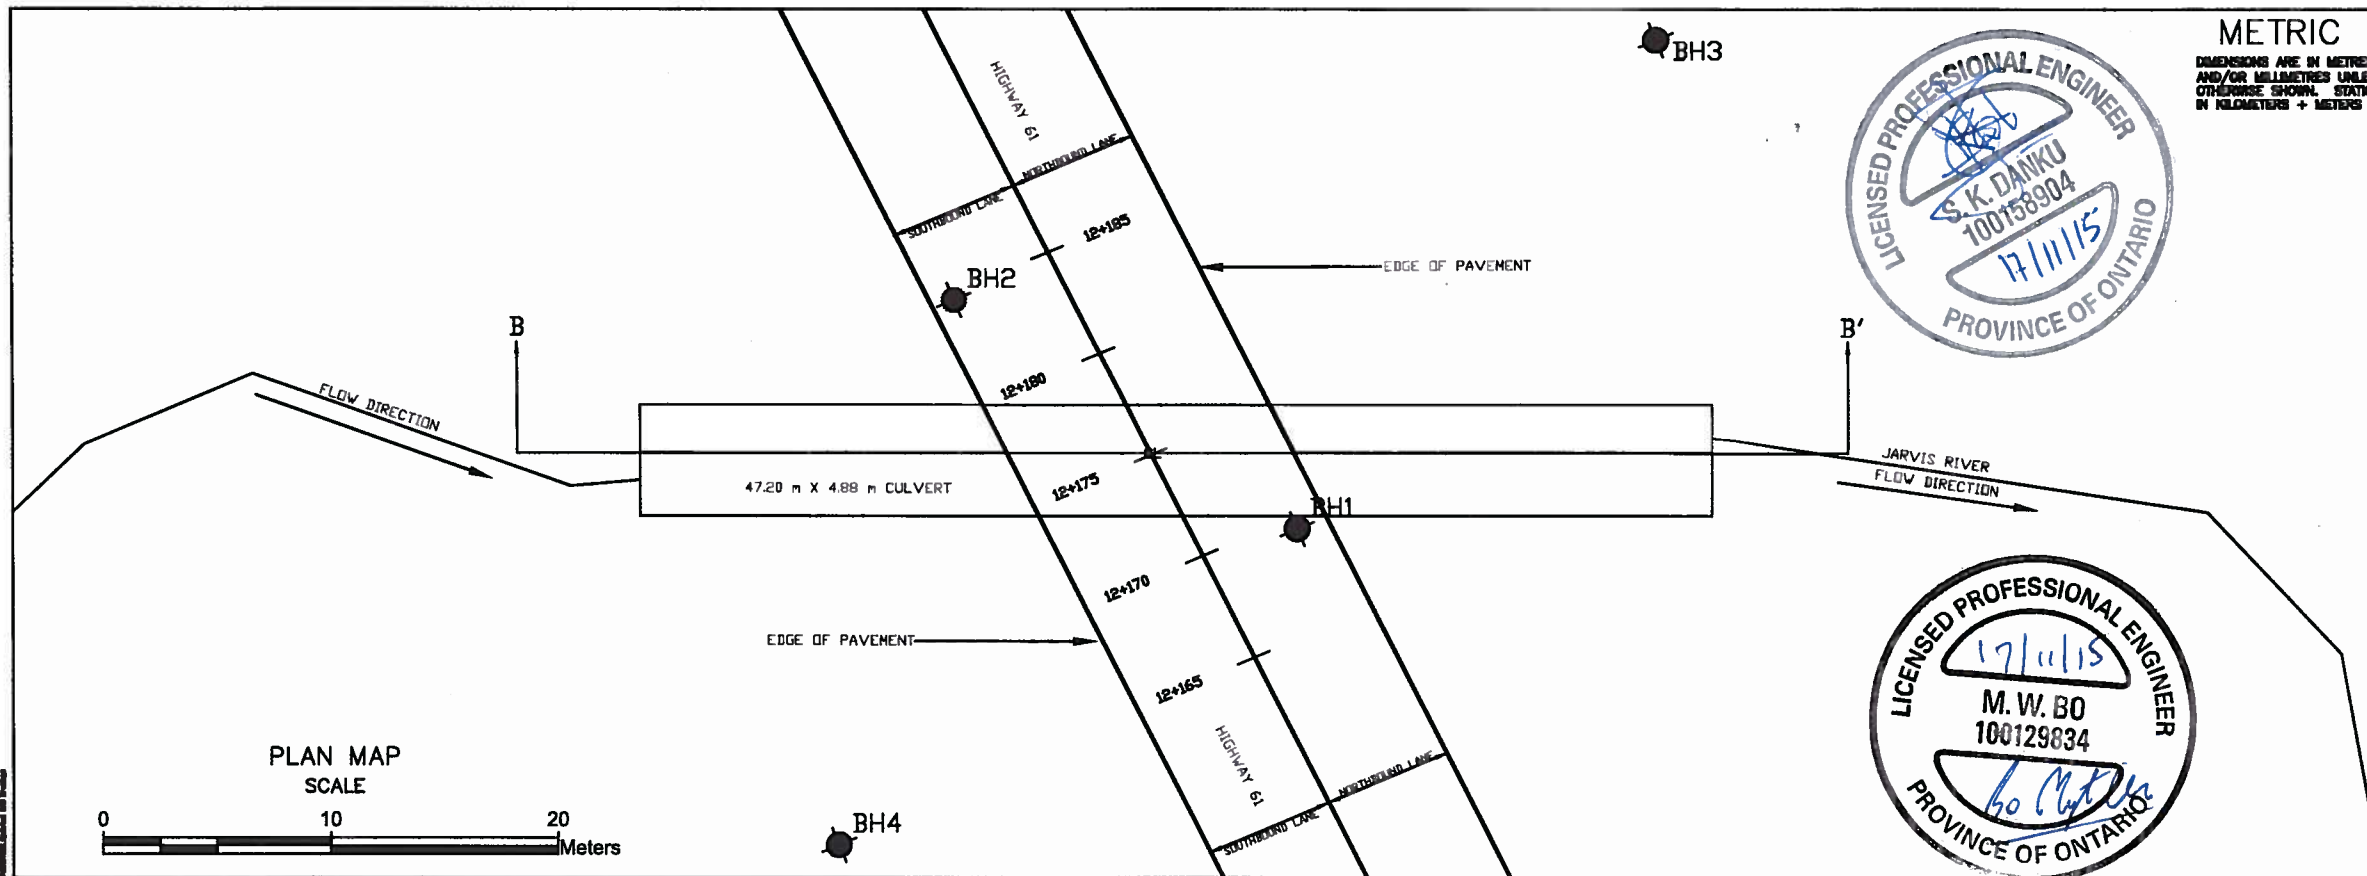 METRIC
DIMENSIONS ARE IN METRES
AND/OR MILLIMETRES UNLE
OTHERWISE SHOWN. STATI
IN KILOMETERS + METERS
BH3
HIGHWAY 61
NORTHBOUND LANE
SOUTHBOUND LANE
12+185
LICENSED PROFESSIONAL ENGINEER
S. K. DANKU
100158904
17/11/15
PROVINCE OF ONTARIO
EDGE OF PAVEMENT
BH2
B
B'
12+180
FLOW DIRECTION
47.20 m X 4.88 m CULVERT
12+175
JARVIS RIVER
FLOW DIRECTION
BH1
12+170
EDGE OF PAVEMENT
12+165
HIGHWAY 61
NORTHBOUND LANE
SOUTHBOUND LANE
LICENSED PROFESSIONAL ENGINEER
17/11/15
M. W. BO
100129834
PROVINCE OF ONTARIO
PLAN MAP
SCALE
0 10 20
Meters
BH4